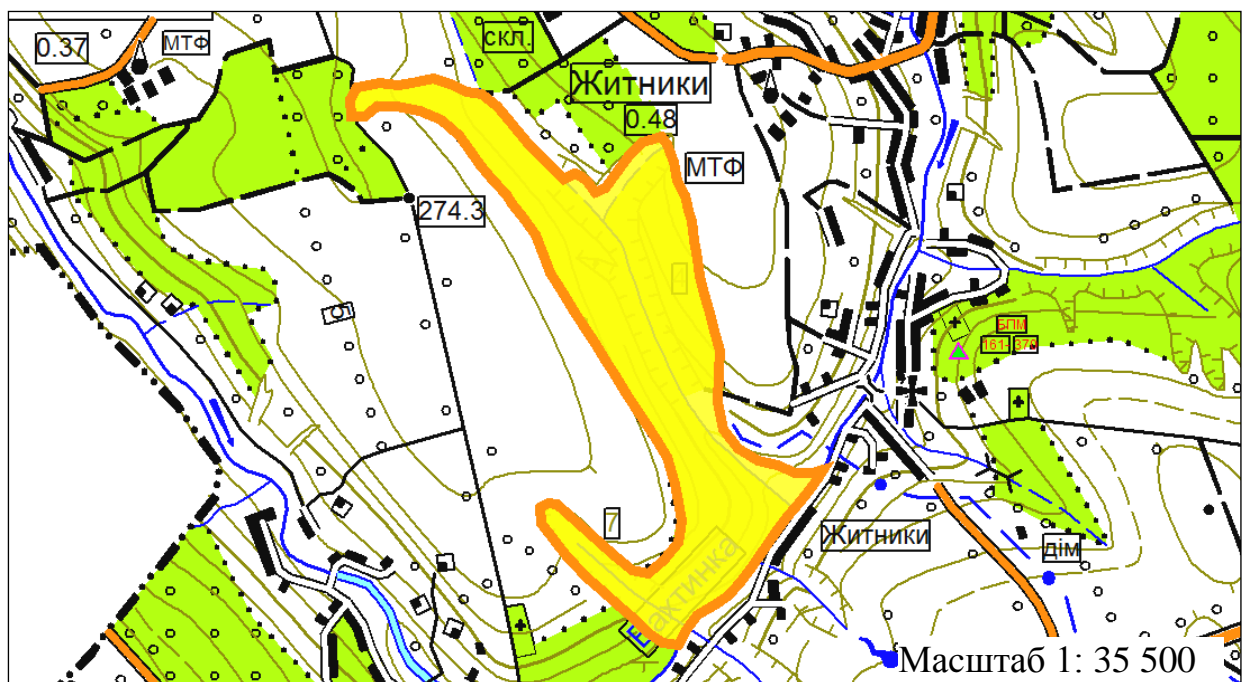 0.37
МТФ
скл.
Житники
0.48
МТФ
274.3
БПМ
161-
370
7
Житники
дім
Масштаб 1: 35 500